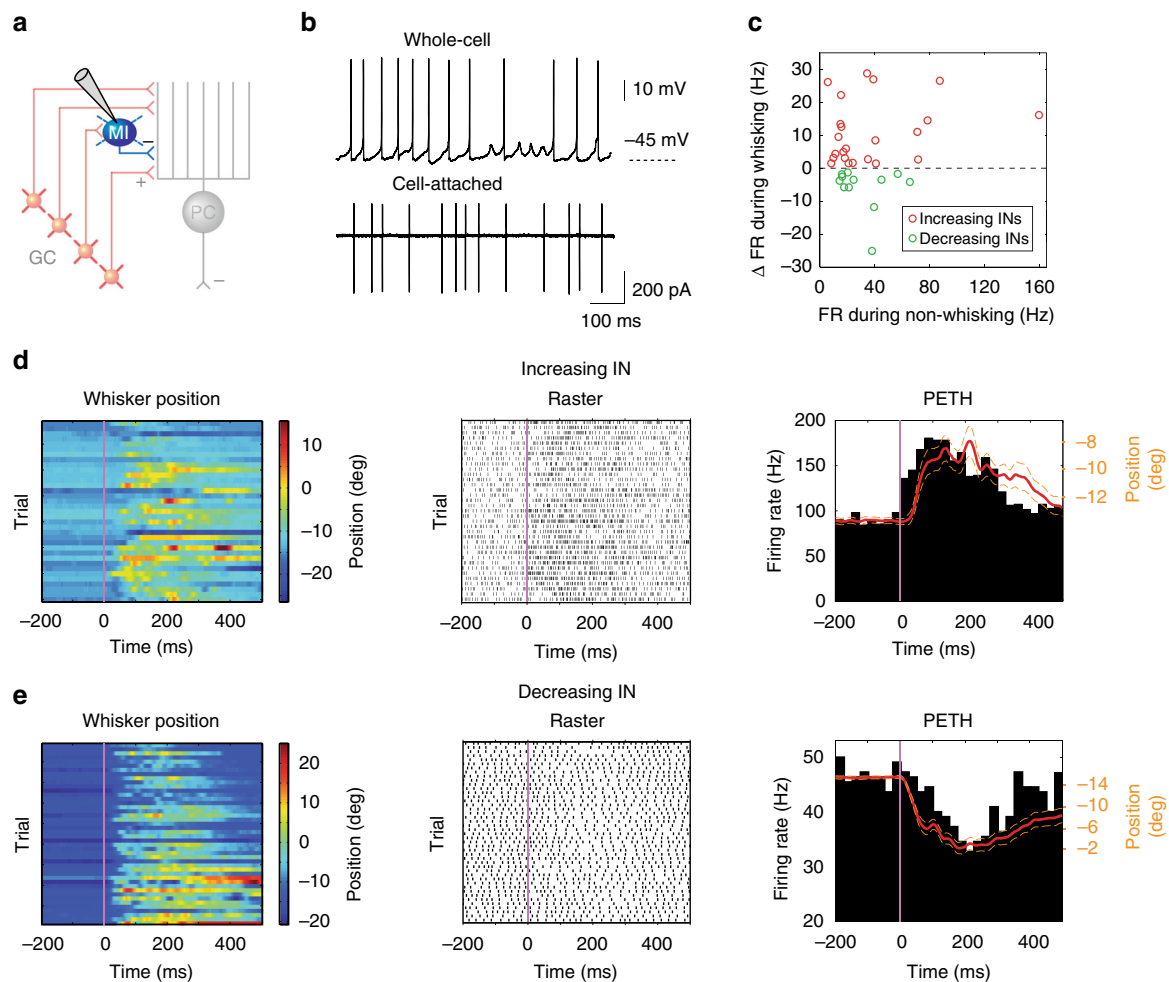 a
MI
−
+
GC
PC
−
b
Whole-cell
10 mV
−45 mV
Cell-attached
200 pA
100 ms
c
Δ FR during whisking (Hz)
30
20
10
0
−10
−20
−30
Increasing INs
Decreasing INs
0 40 80 120 160
FR during non-whisking (Hz)
d
Increasing IN
Whisker position
Trial
10
0
−10
−20
Position (deg)
−200 0 200 400
Time (ms)
Raster
Trial
−200 0 200 400
Time (ms)
PETH
Firing rate (Hz)
200
150
100
50
0
−8
−10
−12
Position (deg)
−200 0 200 400
Time (ms)
e
Decreasing IN
Whisker position
Trial
20
10
0
−10
−20
Position (deg)
−200 0 200 400
Time (ms)
Raster
Trial
−200 0 200 400
Time (ms)
PETH
Firing rate (Hz)
50
40
30
20
−14
−10
−6
−2
Position (deg)
−200 0 200 400
Time (ms)